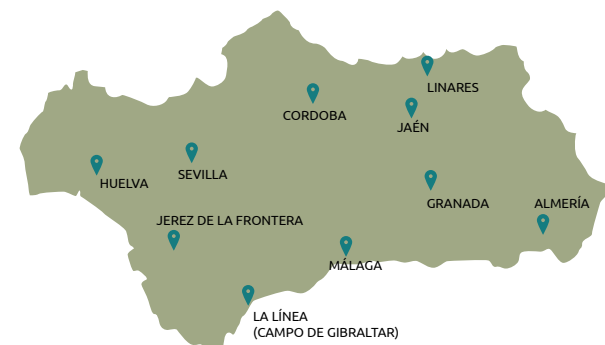 LINARES
CORDOBA
JAÉN
SEVILLA
HUELVA
GRANADA
ALMERÍA
JEREZ DE LA FRONTERA
MÁLAGA
LA LÍNEA
(CAMPO DE GIBRALTAR)